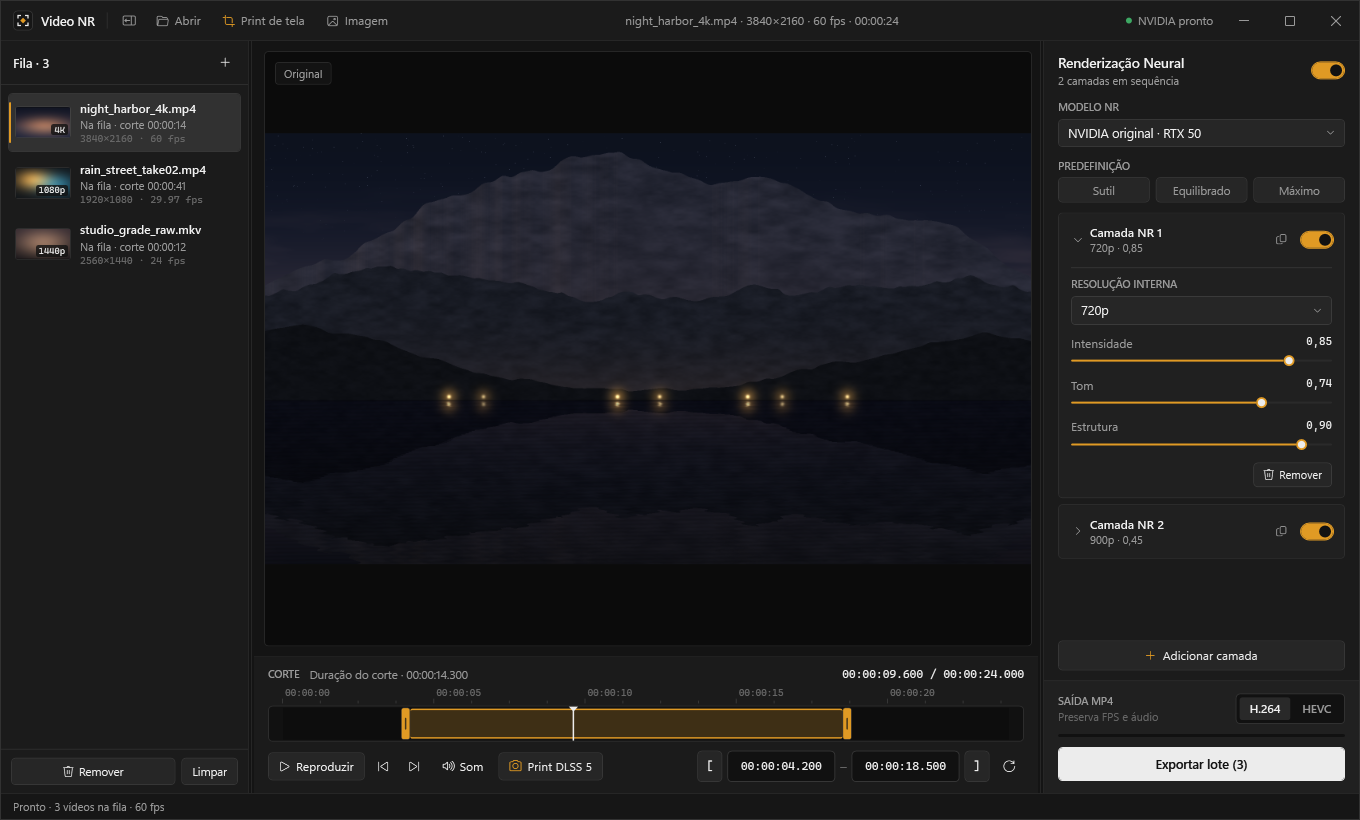 Video NR
Abrir
Print de tela
Imagem
night_harbor_4k.mp4 · 3840×2160 · 60 fps · 00:00:24
NVIDIA pronto
Fila · 3
night_harbor_4k.mp4
Na fila · corte 00:00:14
3840×2160 · 60 fps
4K
rain_street_take02.mp4
Na fila · corte 00:00:41
1920×1080 · 29.97 fps
1080p
studio_grade_raw.mkv
Na fila · corte 00:00:12
2560×1440 · 24 fps
1440p
Remover
Limpar
Original
CORTE Duração do corte · 00:00:14.300
00:00:09.600 / 00:00:24.000
00:00:00 00:00:05 00:00:10 00:00:15 00:00:20
Reproduzir
Som
Print DLSS 5
[ 00:00:04.200 – 00:00:18.500 ]
Renderização Neural
2 camadas em sequência
MODELO NR
NVIDIA original · RTX 50
PREDEFINIÇÃO
Sutil Equilibrado Máximo
Camada NR 1
720p · 0,85
RESOLUÇÃO INTERNA
720p
Intensidade 0,85
Tom 0,74
Estrutura 0,90
Remover
Camada NR 2
900p · 0,45
+ Adicionar camada
SAÍDA MP4
Preserva FPS e áudio
H.264 HEVC
Exportar lote (3)
Pronto · 3 vídeos na fila · 60 fps